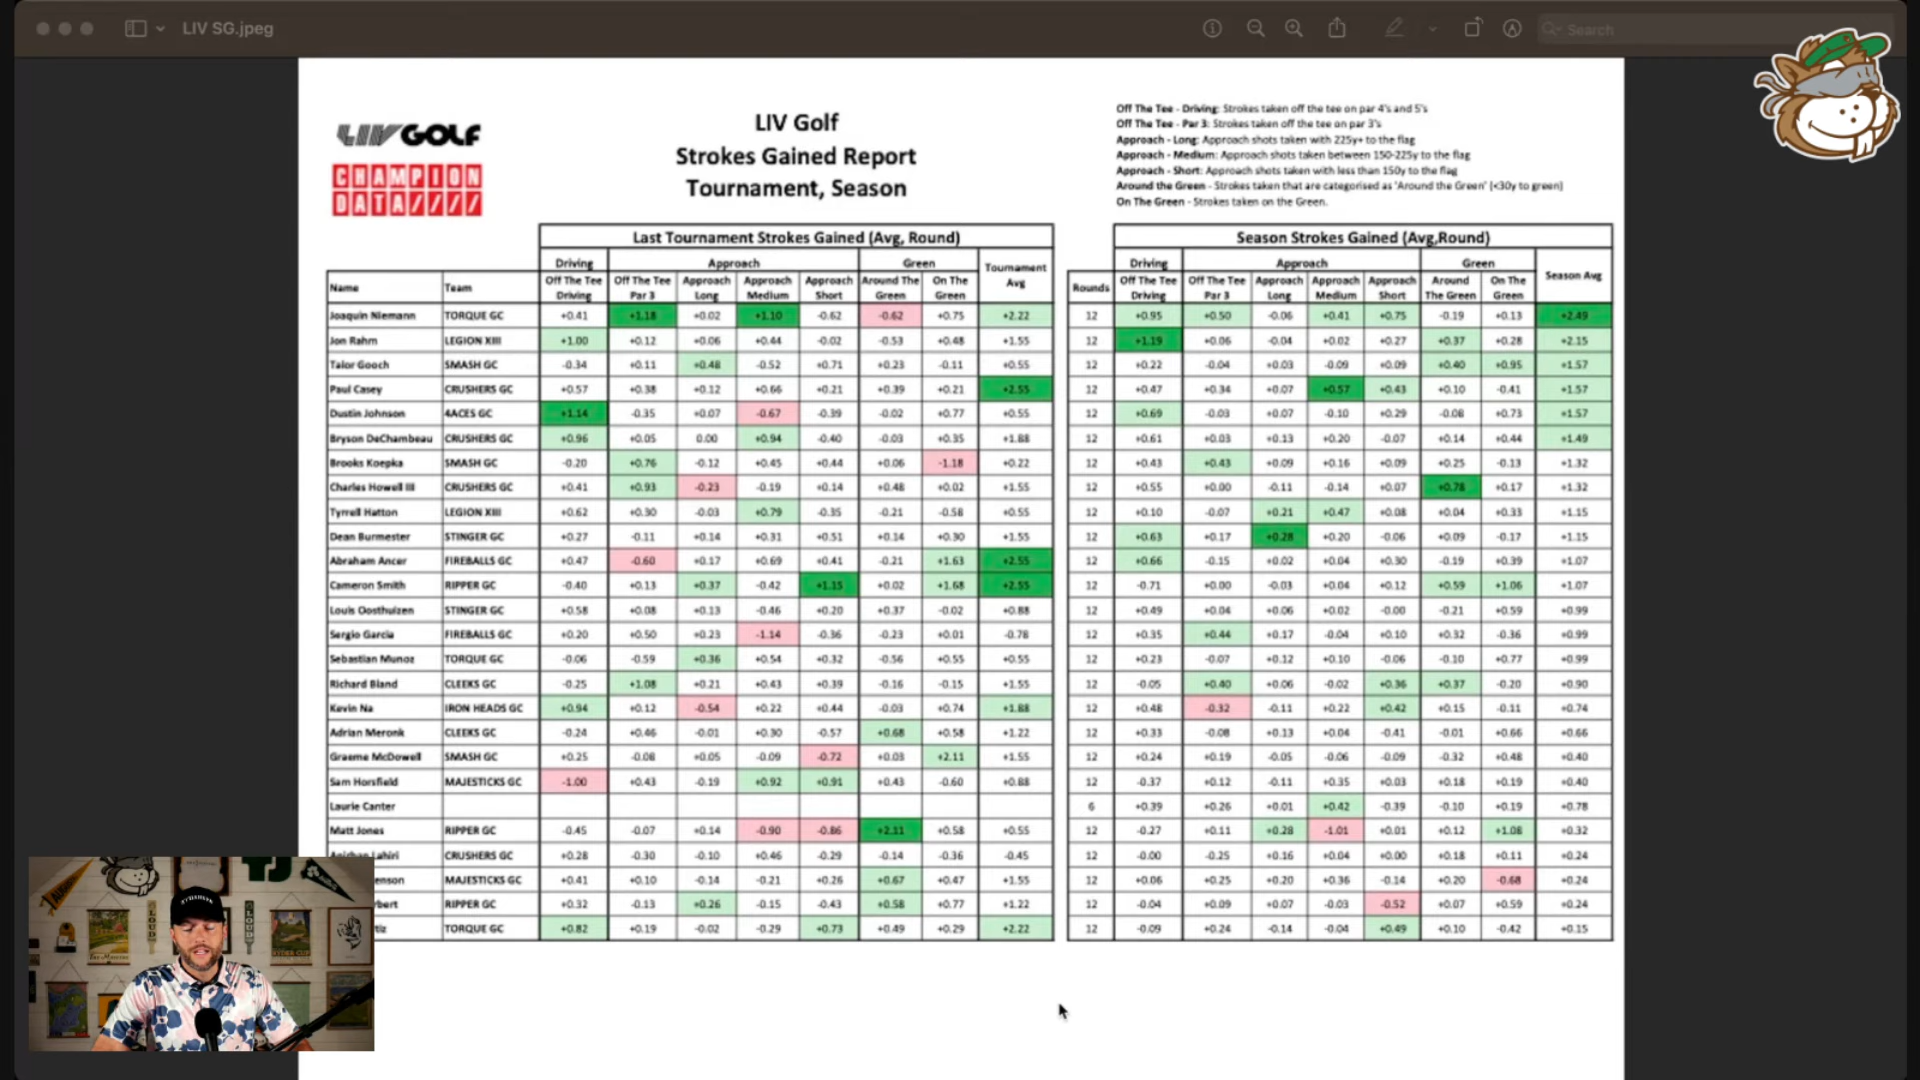 LIV SG.jpeg
Search
LIV GOLF
CHAMPION
DATA////
LIV Golf
Strokes Gained Report
Tournament, Season
Off The Tee - Driving: Strokes taken off the tee on par 4's and 5's
Off The Tee - Par 3: Strokes taken off the tee on par 3's
Approach - Long: Approach shots taken with 225y+ to the flag
Approach - Medium: Approach shots taken between 150-225y to the flag
Approach - Short: Approach shots taken with less than 150y to the flag
Around the Green - Strokes taken that are categorised as 'Around the Green' (<30y to green)
On The Green - Strokes taken on the Green.
Last Tournament Strokes Gained (Avg, Round) Season Strokes Gained (Avg,Round)
Driving Approach Green Tournament Avg Driving Approach Green Season Avg
Name Team Off The Tee Driving Off The Tee Par 3 Approach Long Approach Medium Approach Short Around The Green On The Green Rounds Off The Tee Driving Off The Tee Par 3 Approach Long Approach Medium Approach Short Around The Green On The Green
Joaquin Niemann TORQUE GC +0.41 +1.18 +0.02 +1.10 -0.62 -0.62 +0.75 +2.22 12 +0.95 +0.50 -0.06 +0.41 +0.75 -0.19 +0.13 +2.49
Jon Rahm LEGION XIII +1.00 +0.12 +0.06 +0.44 -0.02 -0.53 +0.48 +1.55 12 +1.19 +0.06 -0.04 +0.02 +0.27 +0.37 +0.28 +2.15
Talor Gooch SMASH GC -0.34 +0.11 +0.48 -0.52 +0.71 +0.23 -0.11 +0.55 12 +0.22 -0.04 +0.03 -0.09 +0.09 +0.40 +0.95 +1.57
Paul Casey CRUSHERS GC +0.57 +0.38 +0.12 +0.66 +0.21 +0.39 +0.21 +2.55 12 +0.47 +0.34 +0.07 +0.57 +0.43 +0.10 -0.41 +1.57
Dustin Johnson 4ACES GC +1.14 -0.35 +0.07 -0.67 -0.39 -0.02 +0.77 +0.55 12 +0.69 -0.03 +0.07 -0.10 +0.29 -0.08 +0.73 +1.57
Bryson DeChambeau CRUSHERS GC +0.96 +0.05 0.00 +0.94 -0.40 -0.03 +0.35 +1.88 12 +0.61 +0.03 +0.13 +0.20 -0.07 +0.14 +0.44 +1.49
Brooks Koepka SMASH GC -0.20 +0.76 -0.12 +0.45 +0.44 +0.06 -1.18 +0.22 12 +0.43 +0.43 +0.09 +0.16 +0.09 +0.25 -0.13 +1.32
Charles Howell III CRUSHERS GC +0.41 +0.93 -0.23 -0.19 +0.14 +0.48 +0.02 +1.55 12 +0.55 +0.00 -0.11 -0.14 +0.07 +0.78 +0.17 +1.32
Tyrrell Hatton LEGION XIII +0.62 +0.30 -0.03 +0.79 -0.35 -0.21 -0.58 +0.55 12 +0.10 -0.07 +0.21 +0.47 +0.08 +0.04 +0.33 +1.15
Dean Burmester STINGER GC +0.27 -0.11 +0.14 +0.31 +0.51 +0.14 +0.30 +1.55 12 +0.63 +0.17 +0.28 +0.20 -0.06 +0.09 -0.17 +1.15
Abraham Ancer FIREBALLS GC +0.47 -0.60 +0.17 +0.69 +0.41 -0.21 +1.63 +2.55 12 +0.66 -0.15 +0.02 +0.04 +0.30 -0.19 +0.39 +1.07
Cameron Smith RIPPER GC -0.40 +0.13 +0.37 -0.42 +1.15 +0.02 +1.68 +2.55 12 -0.71 +0.00 -0.03 +0.04 +0.12 +0.59 +1.06 +1.07
Louis Oosthuizen STINGER GC +0.58 +0.08 +0.13 -0.46 +0.20 +0.37 -0.02 +0.88 12 +0.49 +0.04 +0.06 +0.02 -0.00 -0.21 +0.59 +0.99
Sergio Garcia FIREBALLS GC +0.20 +0.50 +0.23 -1.14 -0.36 -0.23 +0.01 -0.78 12 +0.35 +0.44 +0.17 -0.04 +0.10 +0.32 -0.36 +0.99
Sebastian Munoz TORQUE GC -0.06 -0.59 +0.36 +0.54 +0.32 -0.56 +0.55 +0.55 12 +0.23 -0.07 +0.12 +0.10 -0.06 -0.10 +0.77 +0.99
Richard Bland CLEEKS GC -0.25 +1.08 +0.21 +0.43 +0.39 -0.16 -0.15 +1.55 12 -0.05 +0.40 +0.06 -0.02 +0.36 +0.37 -0.20 +0.90
Kevin Na IRON HEADS GC +0.94 +0.12 -0.54 +0.22 +0.44 -0.03 +0.74 +1.88 12 +0.48 -0.32 -0.11 +0.22 +0.42 +0.15 -0.11 +0.74
Adrian Meronk CLEEKS GC -0.24 +0.46 -0.01 +0.30 -0.57 +0.68 +0.58 +1.22 12 +0.33 -0.08 +0.13 +0.04 -0.41 -0.01 +0.66 +0.66
Graeme McDowell SMASH GC +0.25 -0.08 +0.05 -0.09 -0.72 +0.03 +2.11 +1.55 12 +0.24 +0.19 -0.05 -0.06 -0.09 -0.32 +0.48 +0.40
Sam Horsfield MAJESTICKS GC -1.00 +0.43 -0.19 +0.92 +0.91 +0.43 -0.60 +0.88 12 -0.37 +0.12 -0.11 +0.35 +0.03 +0.18 +0.19 +0.40
Laurie Canter 6 +0.39 +0.26 +0.01 +0.42 -0.39 -0.10 +0.19 +0.78
Matt Jones RIPPER GC -0.45 -0.07 +0.14 -0.90 -0.86 +2.11 +0.58 +0.55 12 -0.27 +0.11 +0.28 -1.01 +0.01 +0.12 +1.08 +0.32
Anirban Lahiri CRUSHERS GC +0.28 -0.30 -0.10 +0.46 -0.29 -0.14 -0.36 -0.45 12 -0.00 -0.25 +0.16 +0.04 +0.00 +0.18 +0.11 +0.24
enson MAJESTICKS GC +0.41 +0.10 -0.14 -0.21 +0.26 +0.67 +0.47 +1.55 12 +0.06 +0.25 +0.20 +0.36 -0.14 +0.20 -0.68 +0.24
rbert RIPPER GC +0.32 -0.13 +0.26 -0.15 -0.43 +0.58 +0.77 +1.22 12 -0.04 +0.09 +0.07 -0.03 -0.52 +0.07 +0.59 +0.24
tiz TORQUE GC +0.82 +0.19 -0.02 -0.29 +0.73 +0.49 +0.29 +2.22 12 -0.09 +0.24 -0.14 -0.04 +0.49 +0.10 -0.42 +0.15